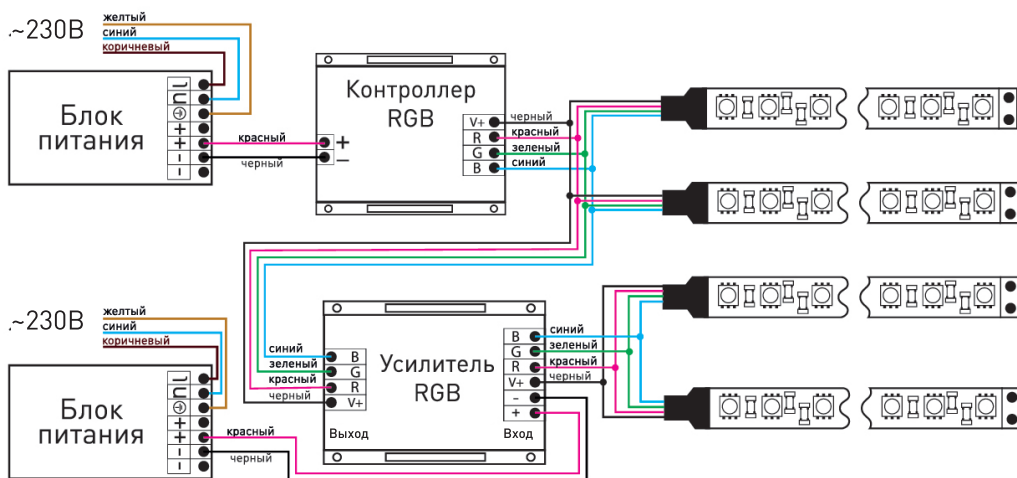 желтый
.~230В
синий
коричневый
Блок
питания
+
+
−
−
красный
черный
Контроллер
RGB
+
−
V+
R
G
B
черный
красный
зеленый
синий
.~230В
желтый
синий
коричневый
Блок
питания
+
+
−
−
красный
черный
синий
зеленый
красный
черный
B
G
R
V+
Усилитель
RGB
Выход
Вход
B
G
R
V+
-
+
синий
зеленый
красный
черный